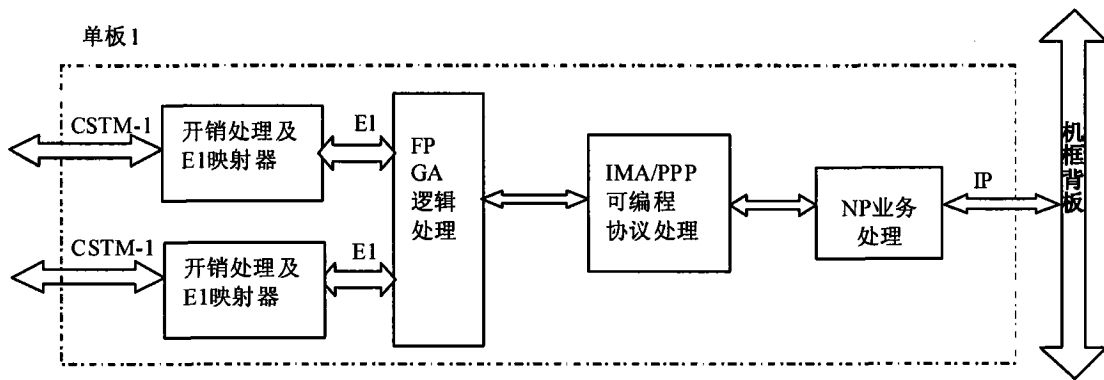 单板1
CSTM-1
开销处理及
E1映射器
E1
FP
GA
逻辑
处理
IMA/PPP
可编程
协议处理
NP业务
处理
IP
机框背板
CSTM-1
开销处理及
E1映射器
E1